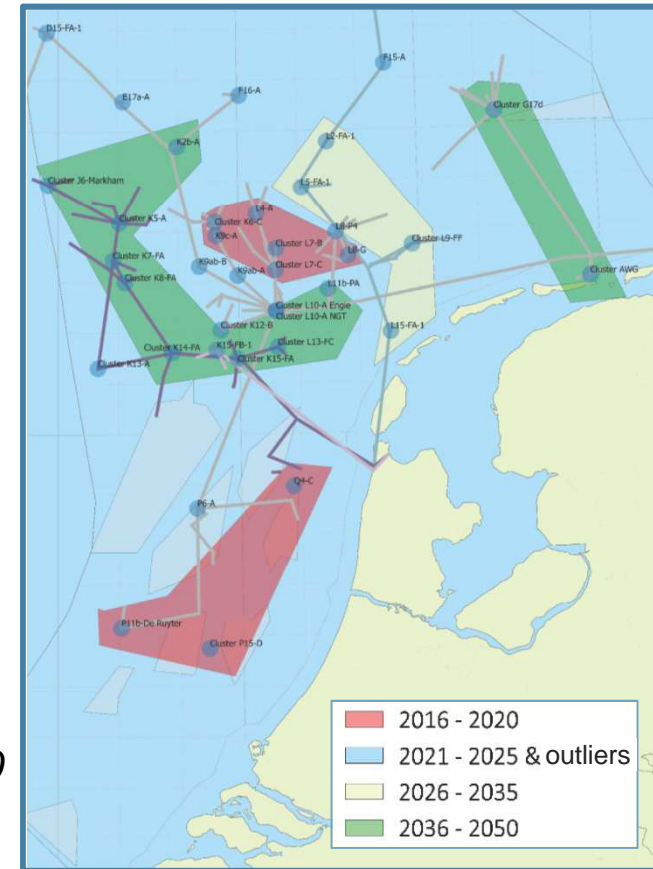 D15-FA-1
F15-A
E17a-A
F16-A
Cluster G17d
K2b-A
L2-FA-1
Cluster J6-Markham
L5-FA-1
L4-A
Cluster K5-A
Cluster K6-C
K9c-A
L8-P4
Cluster L7-B
L8-G
Cluster L9-FF
Cluster K7-FA
K9ab-B
K9ab-A
Cluster L7-C
Cluster AWG
Cluster K8-FA
L11b-PA
Cluster L10-A Engie
Cluster L10-A NGT
Cluster K12-B
L15-FA-1
Cluster K14-FA
K15-FB-1
Cluster L13-FC
Cluster K15-FA
Cluster K13-A
Q4-C
P6-A
P11b-De Ruyter
Cluster P15-D
2016 - 2020
2021 - 2025 & outliers
2026 - 2035
2036 - 2050